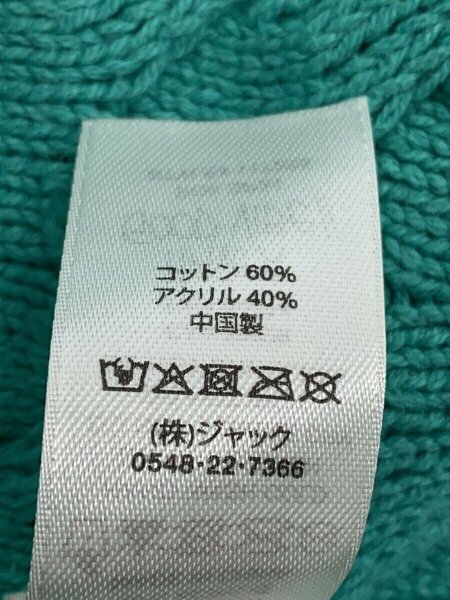 コットン 60%
アクリル 40%
中国製
(株)ジャック
0548-22-7366